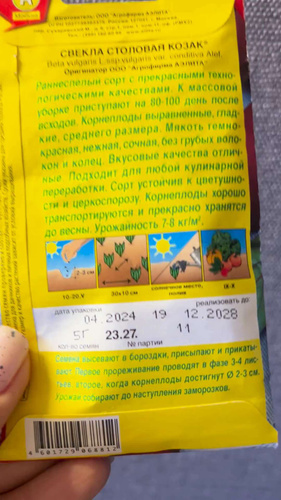 СВЕКЛА СТОЛОВАЯ КОЗАК
Beta vulgaris L. ssp vulgaris var. conditiva Alef.
Оригинатор ООО "Агрофирма АЭЛИТА"
Раннеспелый сорт с прекрасными техно-
логическими качествами. К массовой
уборке приступают на 80-100 день после
всходов. Корнеплоды выравненные, глад-
кие, среднего размера. Мякоть темно-
красная, нежная, сочная, без грубых воло-
кон и колец. Вкусовые качества отлич-
ные. Подходит для любой кулинарной
переработки. Сорт устойчив к цветушно-
сти и церкоспорозу. Корнеплоды хорошо
транспортируются и прекрасно хранятся
до весны. Урожайность 7-8 кг/м².
2-3 см
10-20.V
30х10 см
солнечное место,
полив
IX-X
дата упаковки
реализовать до
04 2024 19 12.2028
5Г 23.27. 11
кол-во семян
№ партии
Семена высевают в бороздки, присыпают и прикаты-
вают. Первое прореживание проводят в фазе 3-4 лис-
тьев, второе, когда корнеплоды достигнут Ø 2-3 см.
Урожай собирают до наступления заморозков.
4 601729 068812